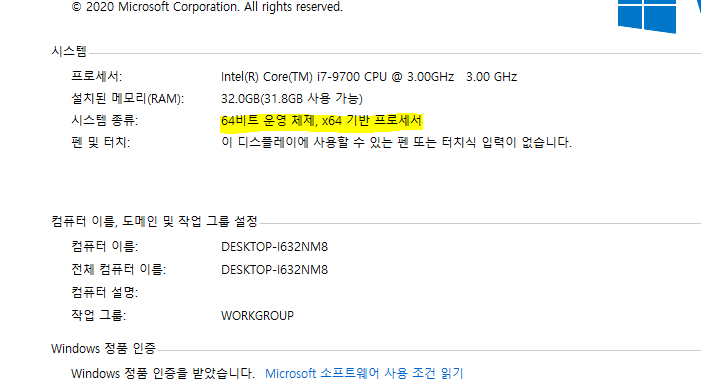 © 2020 Microsoft Corporation. All rights reserved.
시스템
프로세서: Intel(R) Core(TM) i7-9700 CPU @ 3.00GHz 3.00 GHz
설치된 메모리(RAM): 32.0GB(31.8GB 사용 가능)
시스템 종류: 64비트 운영 체제, x64 기반 프로세서
펜 및 터치: 이 디스플레이에 사용할 수 있는 펜 또는 터치식 입력이 없습니다.
컴퓨터 이름, 도메인 및 작업 그룹 설정
컴퓨터 이름: DESKTOP-I632NM8
전체 컴퓨터 이름: DESKTOP-I632NM8
컴퓨터 설명:
작업 그룹: WORKGROUP
Windows 정품 인증
Windows 정품 인증을 받았습니다. Microsoft 소프트웨어 사용 조건 읽기